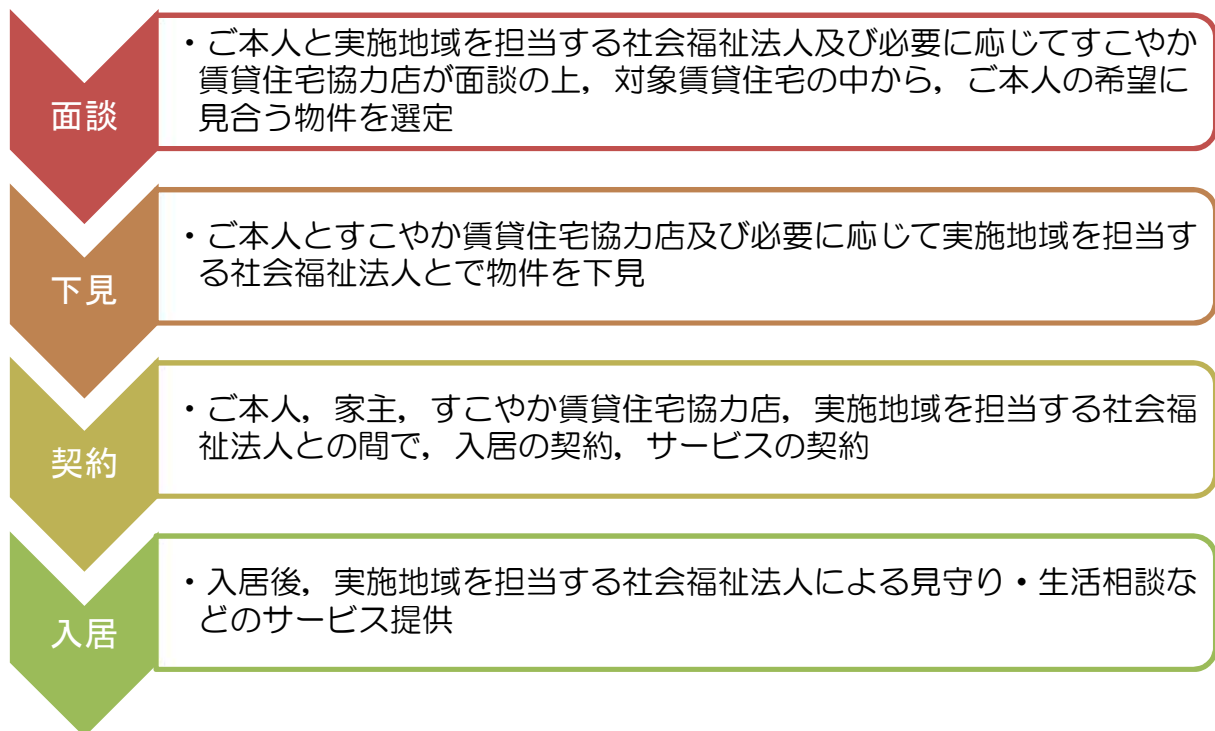 面談
・ご本人と実施地域を担当する社会福祉法人及び必要に応じてすこやか
賃貸住宅協力店が面談の上，対象賃貸住宅の中から，ご本人の希望に
見合う物件を選定
下見
・ご本人とすこやか賃貸住宅協力店及び必要に応じて実施地域を担当す
る社会福祉法人とで物件を下見
契約
・ご本人，家主，すこやか賃貸住宅協力店，実施地域を担当する社会福
祉法人との間で，入居の契約，サービスの契約
入居
・入居後，実施地域を担当する社会福祉法人による見守り・生活相談な
どのサービス提供